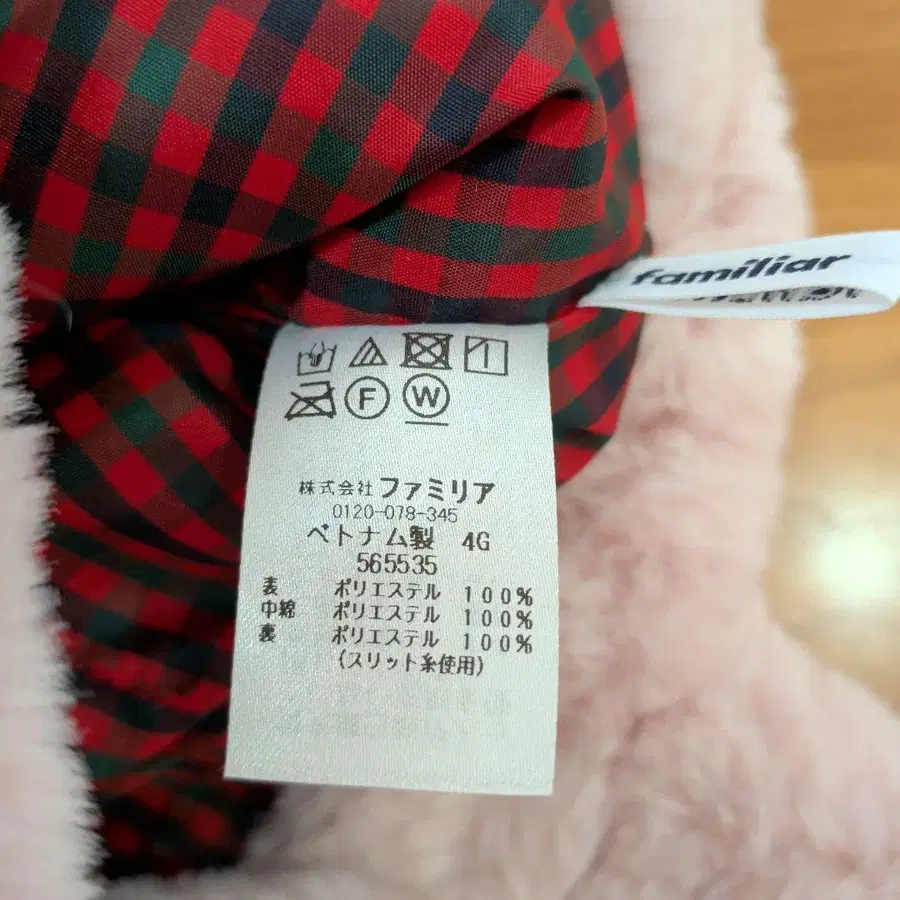 familiar
F W
株式会社 ファミリア
0120-078-345
ベトナム製 4G
565535
表 ポリエステル 100%
中綿 ポリエステル 100%
裏 ポリエステル 100%
(スリット糸使用)